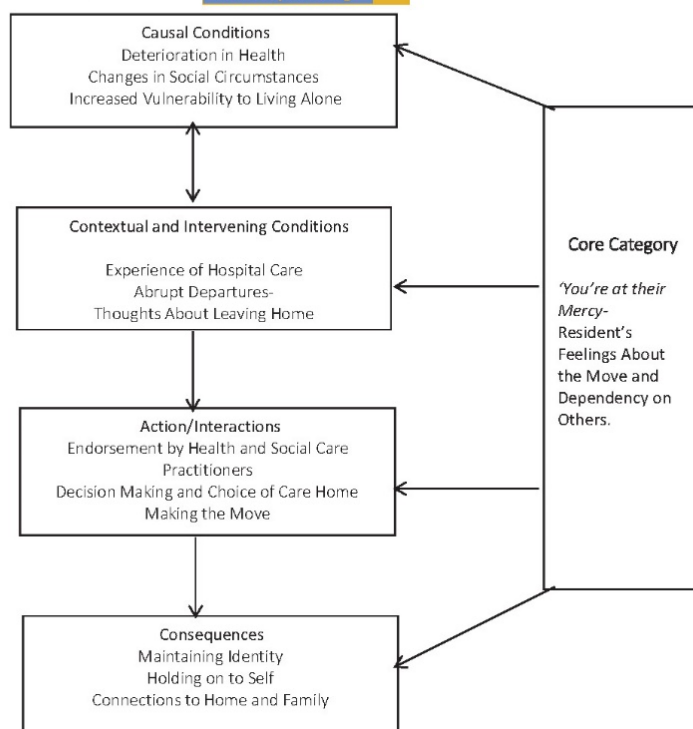 Causal Conditions
Deterioration in Health
Changes in Social Circumstances
Increased Vulnerability to Living Alone
Contextual and Intervening Conditions
Experience of Hospital Care
Abrupt Departures-
Thoughts About Leaving Home
Action/Interactions
Endorsement by Health and Social Care
Practitioners
Decision Making and Choice of Care Home
Making the Move
Consequences
Maintaining Identity
Holding on to Self
Connections to Home and Family
Core Category
‘You’re at their
Mercy-
Resident’s
Feelings About
the Move and
Dependency on
Others.